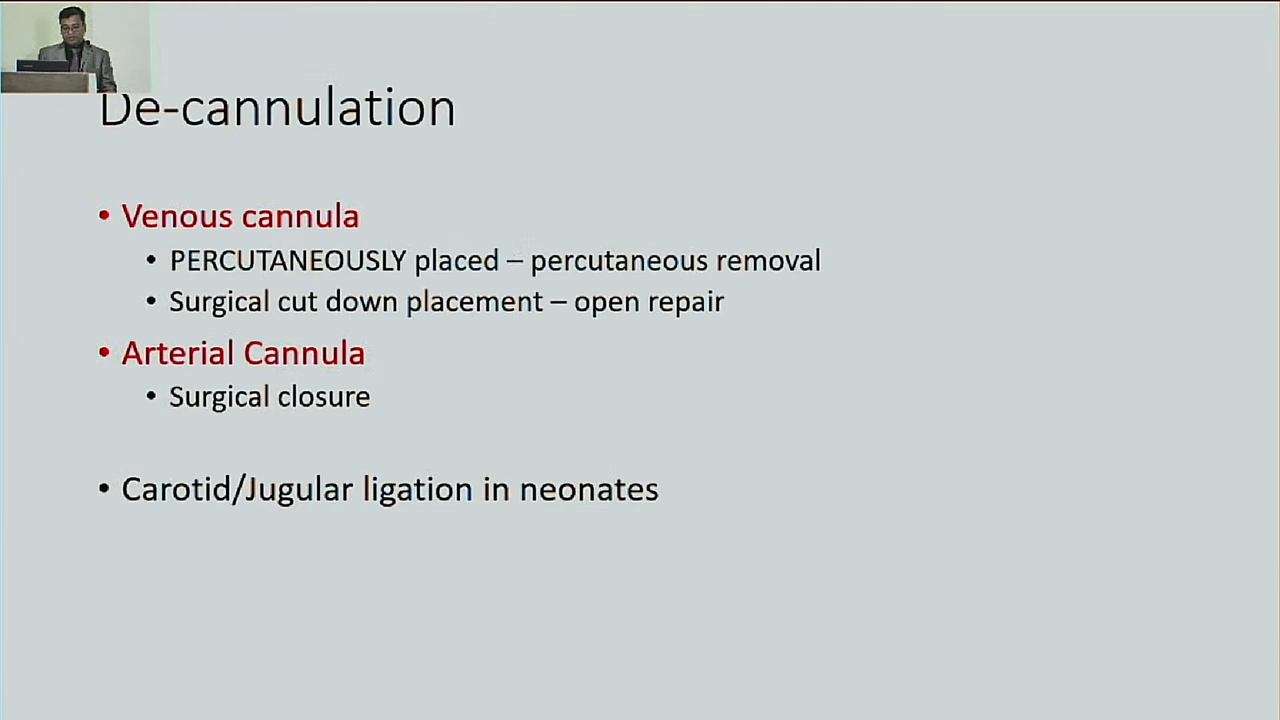 De-cannulation
• Venous cannula
• PERCUTANEOUSLY placed – percutaneous removal
• Surgical cut down placement – open repair
• Arterial Cannula
• Surgical closure
• Carotid/Jugular ligation in neonates